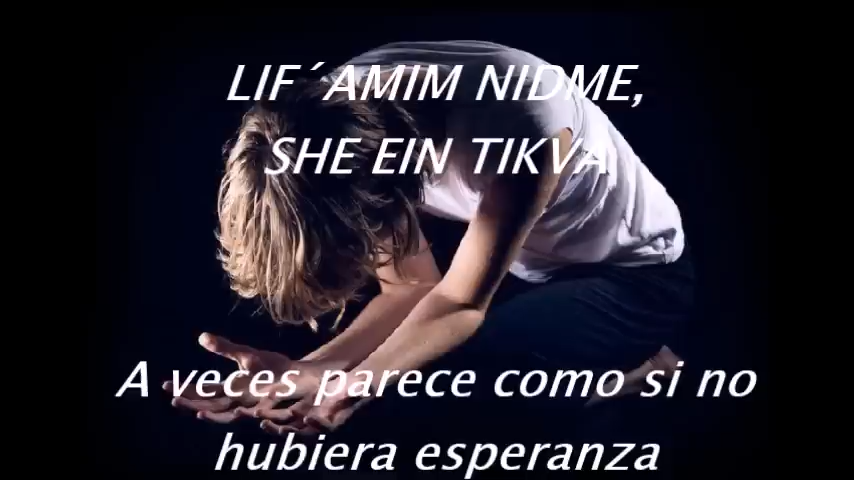 LIF´AMIM NIDME,
SHE EIN TIKVA
A veces parece como si no
hubiera esperanza